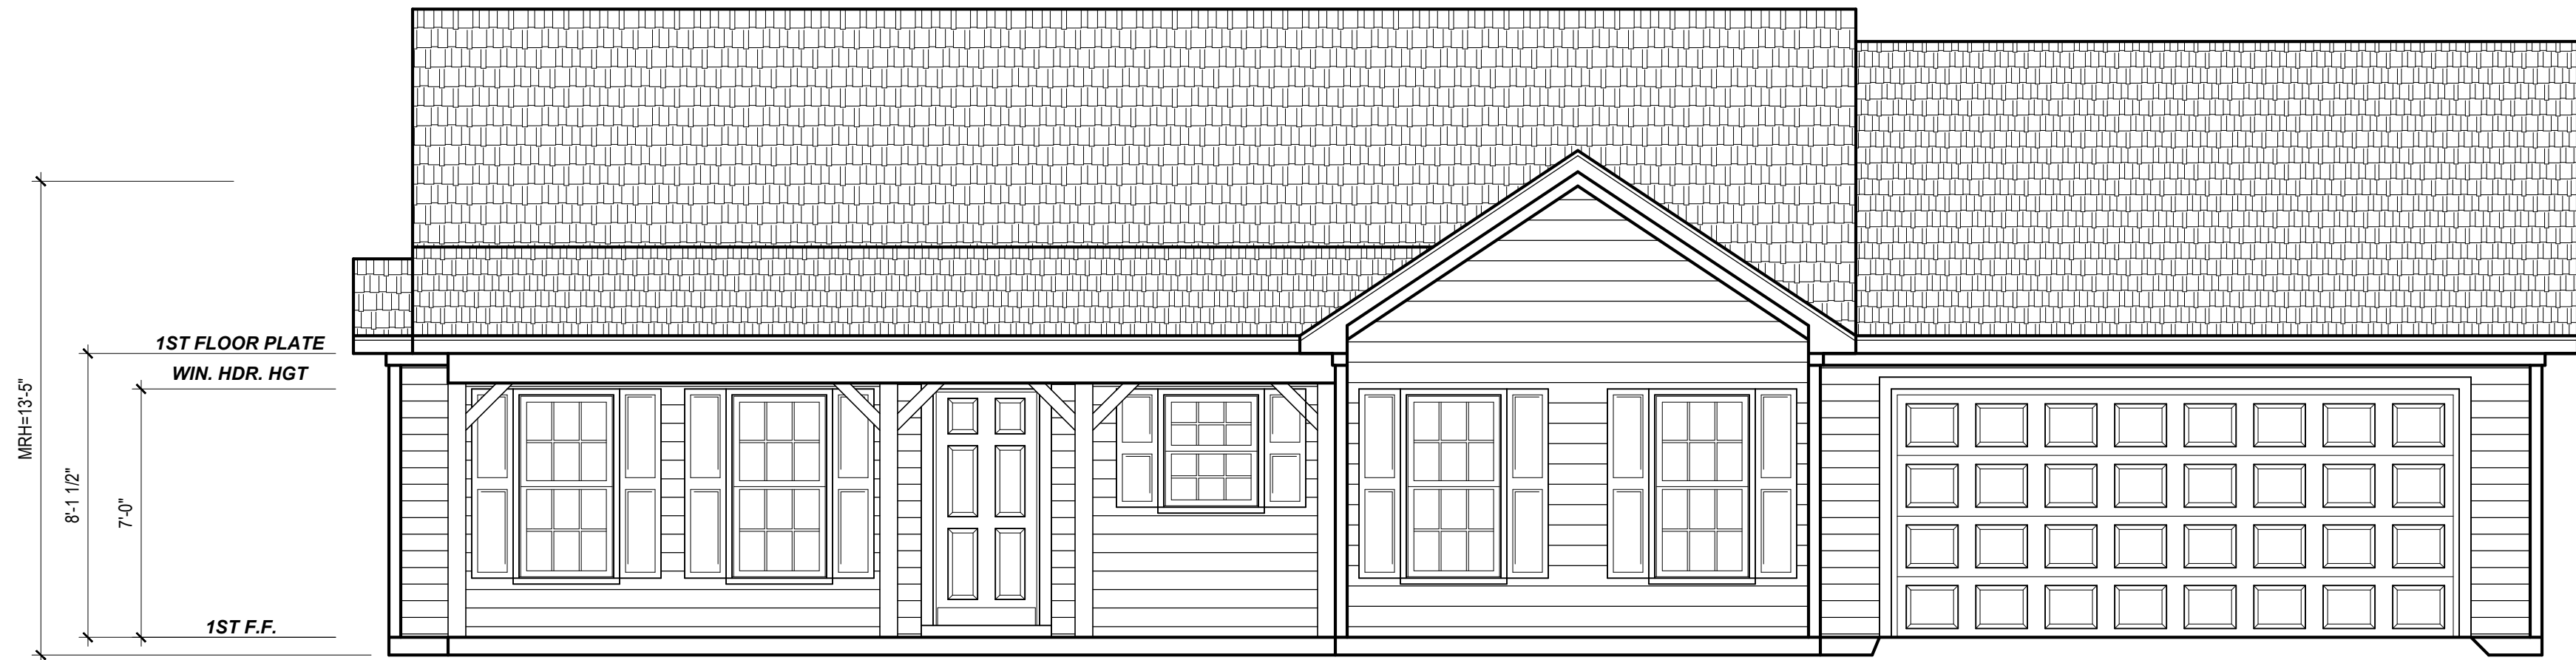 1ST FLOOR PLATE
WIN. HDR. HGT
MRH=13'-5"
8'-1 1/2"
7'-0"
1ST F.F.